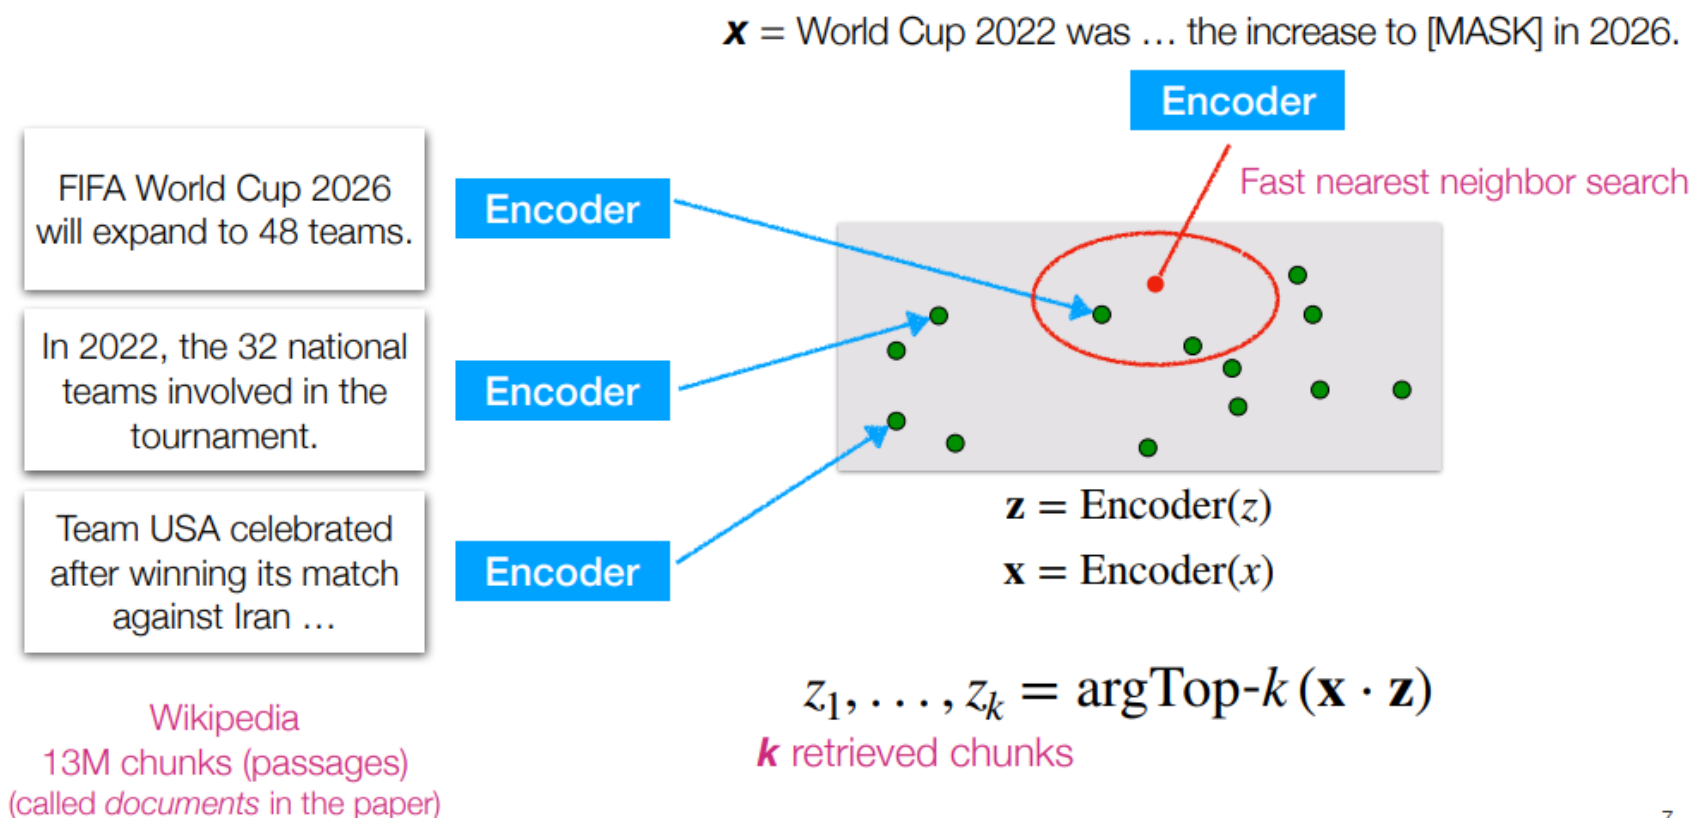 x = World Cup 2022 was … the increase to [MASK] in 2026.
Encoder
Fast nearest neighbor search
FIFA World Cup 2026
will expand to 48 teams.
Encoder
In 2022, the 32 national
teams involved in the
tournament.
Encoder
Team USA celebrated
after winning its match
against Iran …
Encoder
z = Encoder(z)
x = Encoder(x)
z₁, . . . , zₖ = argTop-k (x · z)
k retrieved chunks
Wikipedia
13M chunks (passages)
(called documents in the paper)
7